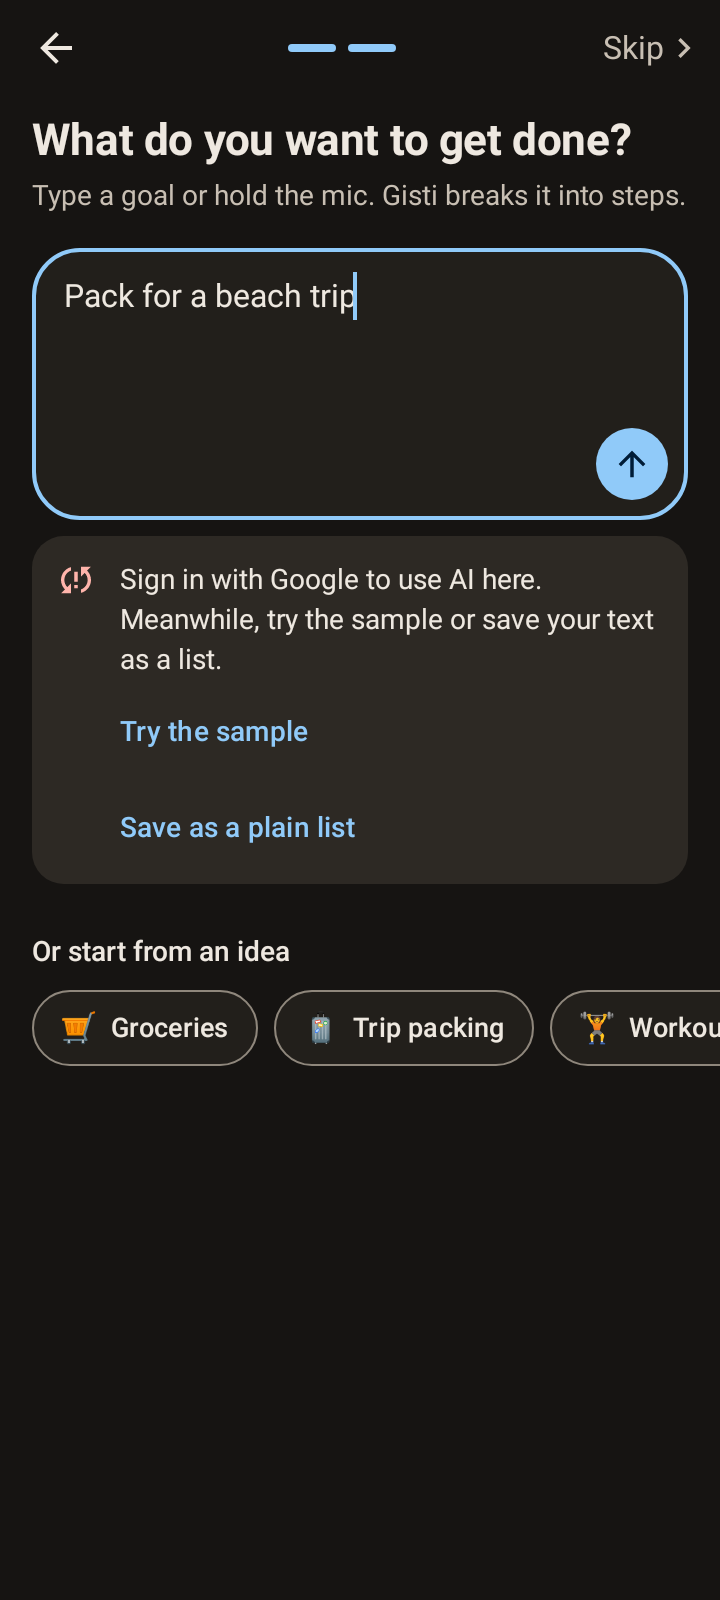 Skip
What do you want to get done?
Type a goal or hold the mic. Gisti breaks it into steps.
Pack for a beach trip
Sign in with Google to use AI here.
Meanwhile, try the sample or save your text
as a list.
Try the sample
Save as a plain list
Or start from an idea
Groceries
Trip packing
Workou